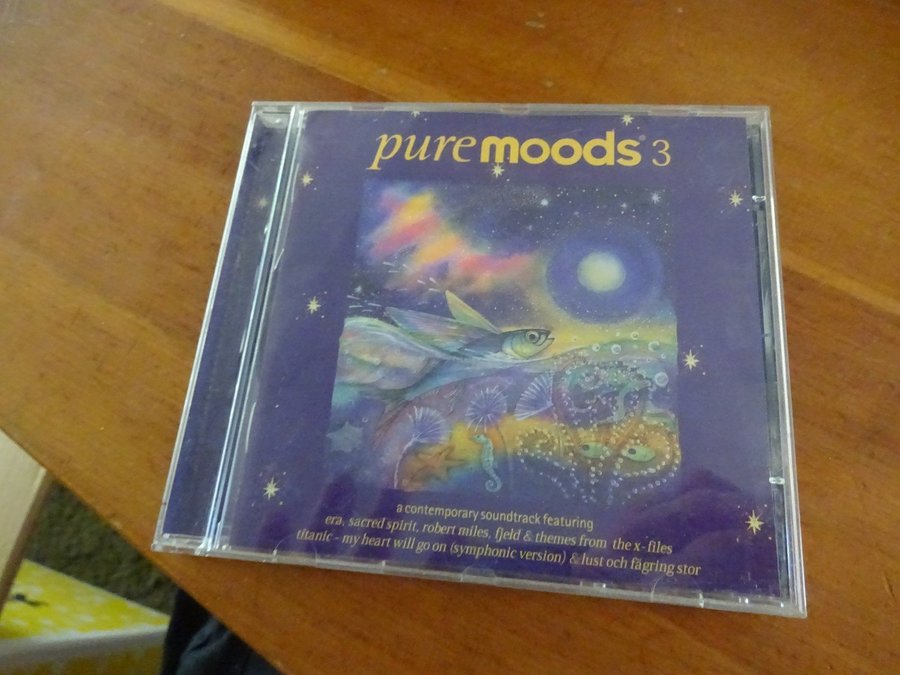 pure moods® 3
a contemporary soundtrack featuring
era, sacred spirit, robert miles, fjeld & themes from the x-files
titanic - my heart will go on (symphonic version) & lust och fägring stor